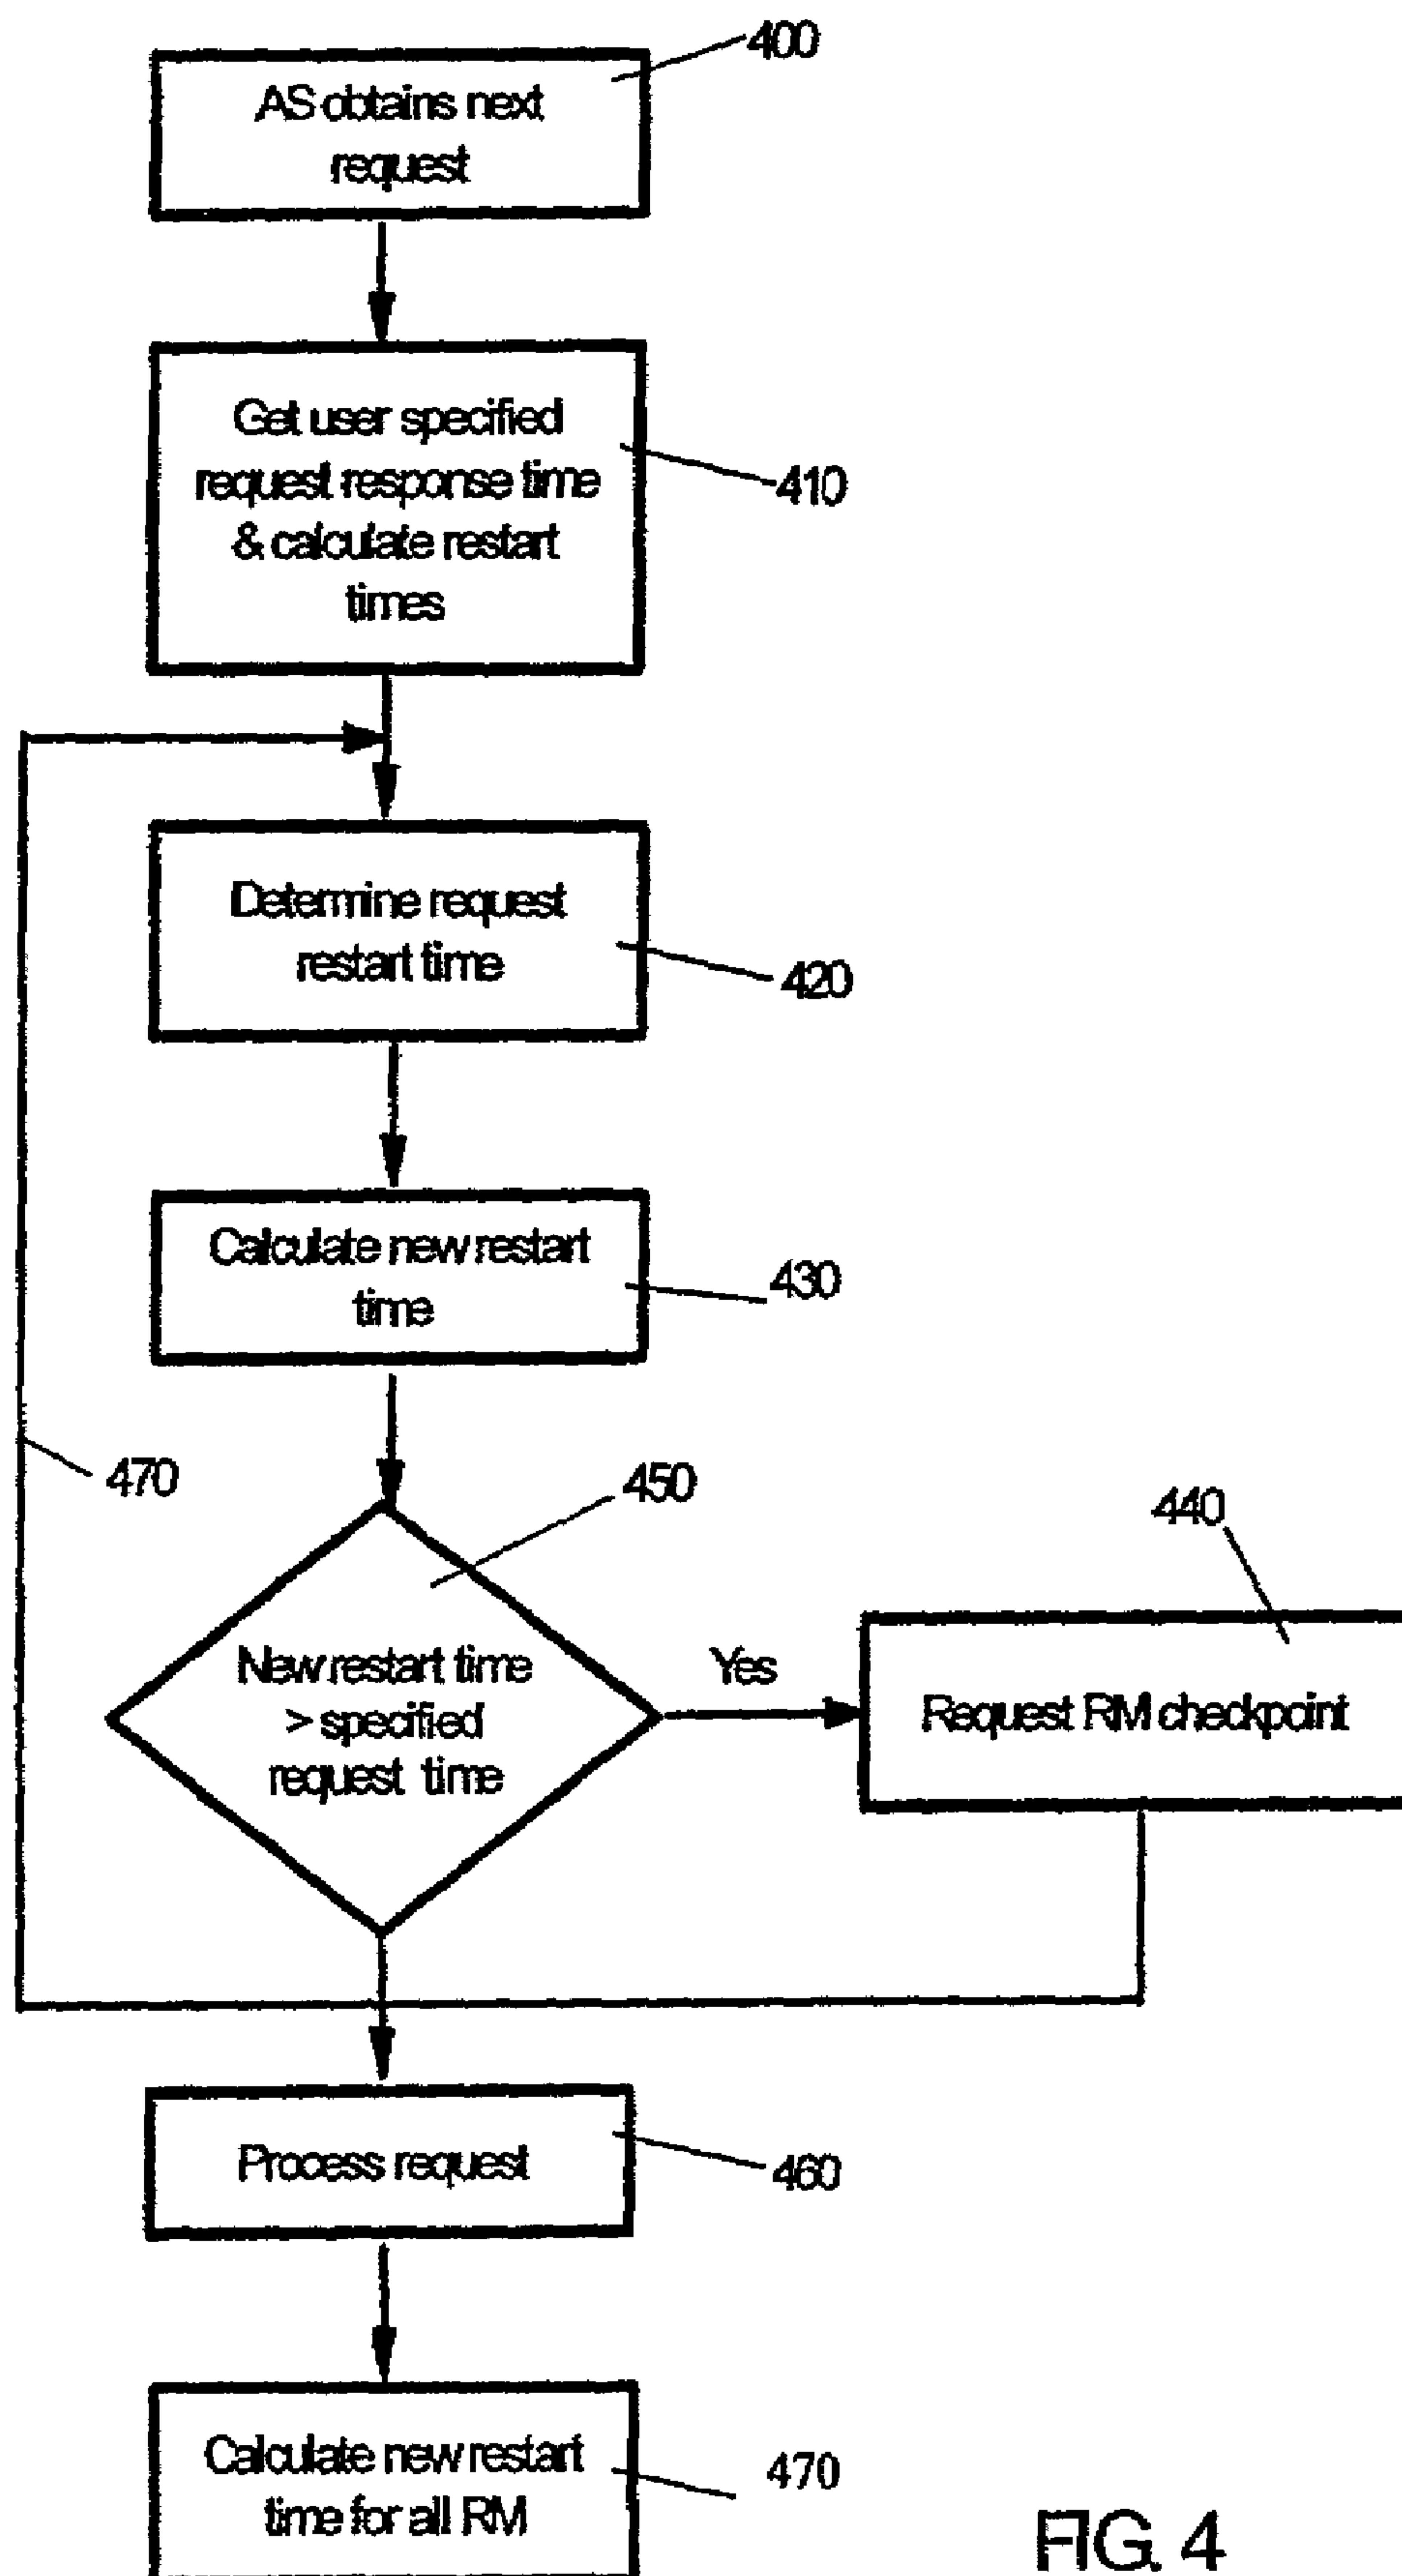 400
AS obtains next
request
Get user specified
request response time
& calculate restart
times
410
Determine request
restart time
420
Calculate new restart
time
430
470
450
440
New restart time
> specified
request time
Yes
Request RM checkpoint
Process request
460
Calculate new restart
time for all RM
470
FIG. 4